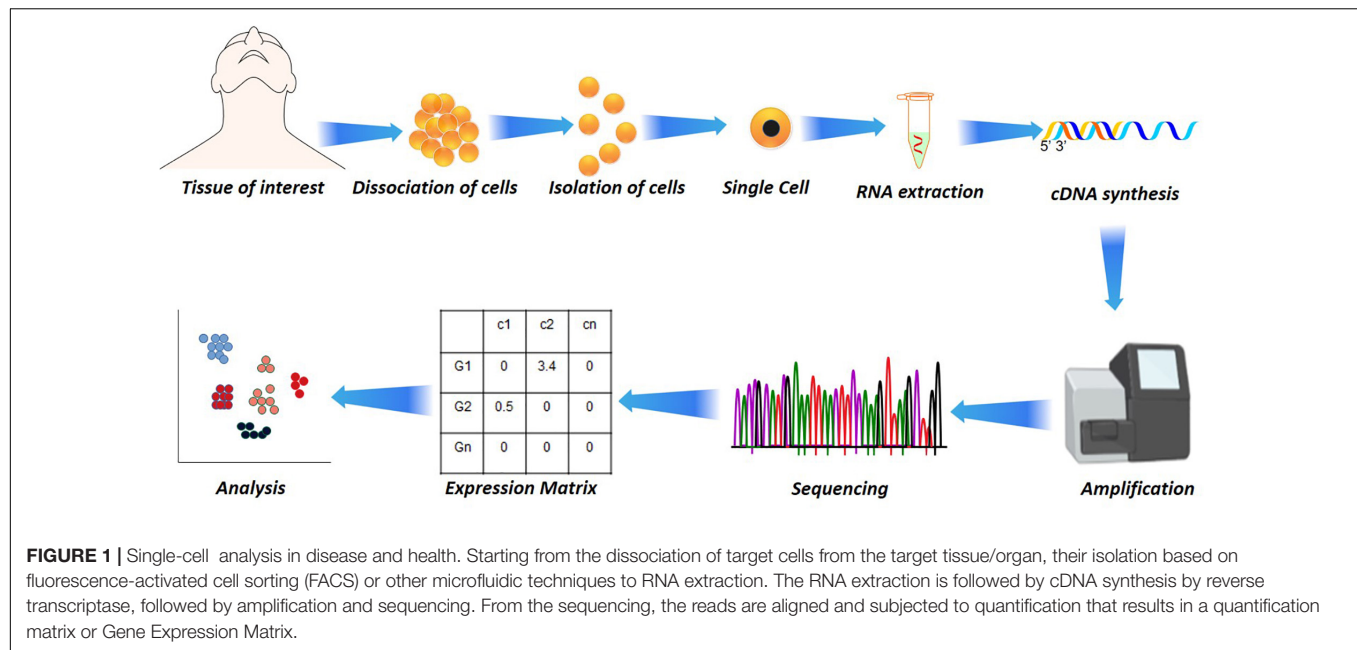 Tissue of interest
Dissociation of cells
Isolation of cells
Single Cell
RNA extraction
5' 3'
cDNA synthesis
c1 c2 cn
G1 0 3.4 0
G2 0.5 0 0
Gn 0 0 0
Analysis
Expression Matrix
Sequencing
Amplification
FIGURE 1 | Single-cell analysis in disease and health. Starting from the dissociation of target cells from the target tissue/organ, their isolation based on
fluorescence-activated cell sorting (FACS) or other microfluidic techniques to RNA extraction. The RNA extraction is followed by cDNA synthesis by reverse
transcriptase, followed by amplification and sequencing. From the sequencing, the reads are aligned and subjected to quantification that results in a quantification
matrix or Gene Expression Matrix.